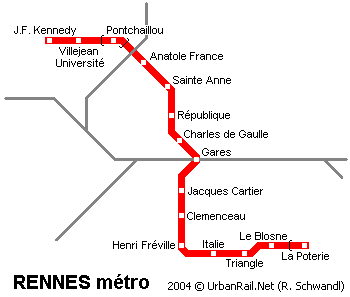 J.F. Kennedy
Pontchaillou
Villejean
Université
Anatole France
Sainte Anne
République
Charles de Gaulle
Gares
Jacques Cartier
Clemenceau
Henri Fréville
Italie
Triangle
Le Blosne
La Poterie
RENNES métro
2004 © UrbanRail.Net (R. Schwandl)